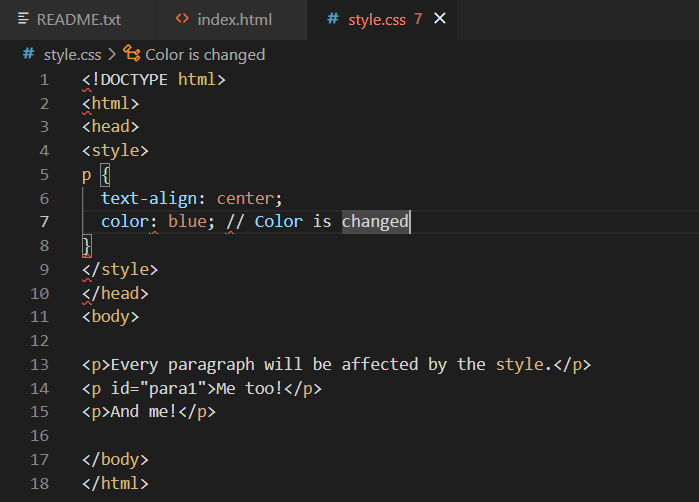 README.txt index.html # style.css 7
# style.css > Color is changed
1 <!DOCTYPE html>
2 <html>
3 <head>
4 <style>
5 p {
6 text-align: center;
7 color: blue; // Color is changed
8 }
9 </style>
10 </head>
11 <body>
12
13 <p>Every paragraph will be affected by the style.</p>
14 <p id="para1">Me too!</p>
15 <p>And me!</p>
16
17 </body>
18 </html>